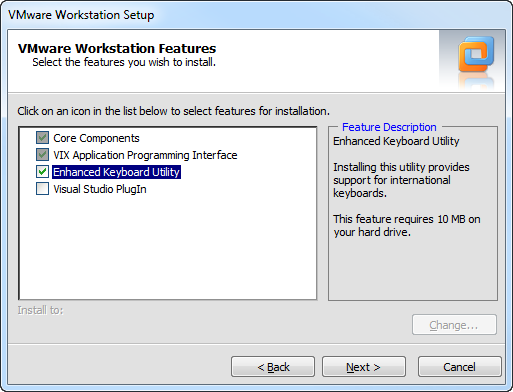 VMware Workstation Setup
VMware Workstation Features
Select the features you wish to install.
Click on an icon in the list below to select features for installation.
Core Components
VIX Application Programming Interface
Enhanced Keyboard Utility
Visual Studio PlugIn
Feature Description
Enhanced Keyboard Utility
Installing this utility provides
support for international
keyboards.
This feature requires 10 MB on
your hard drive.
Install to:
Change...
< Back
Next >
Cancel